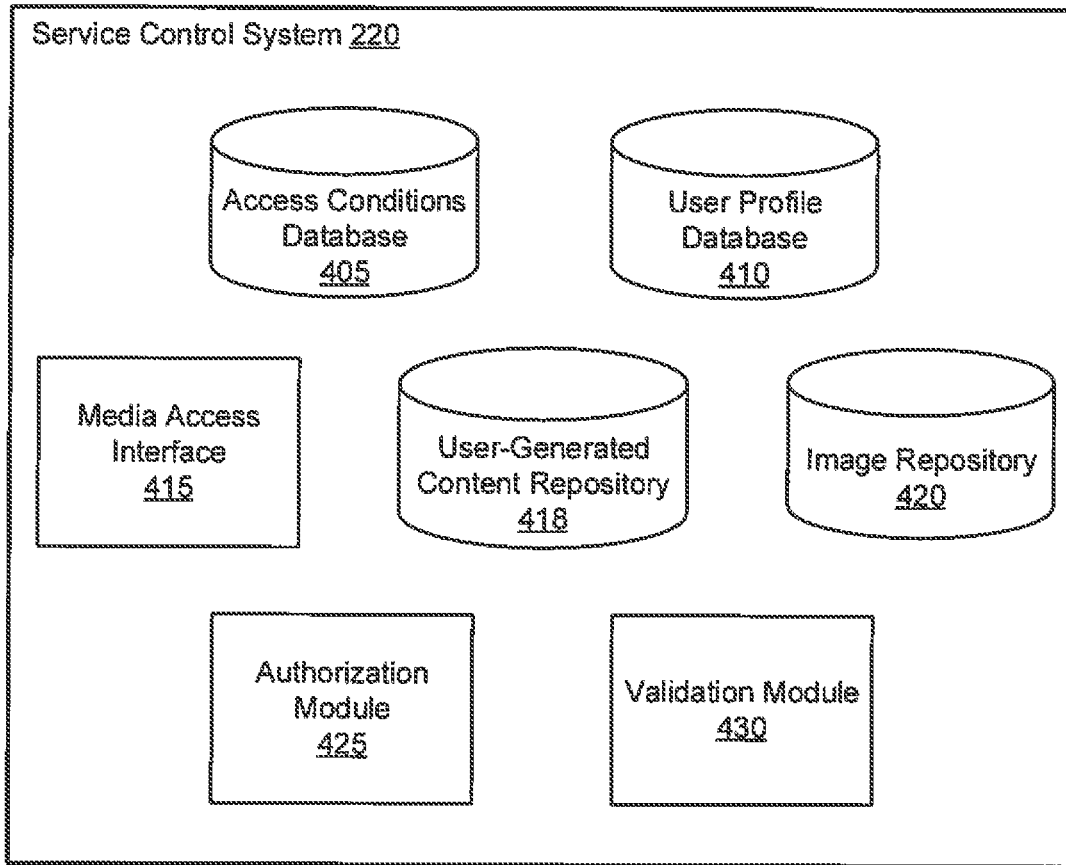 Service Control System 220
Access Conditions
Database
405
User Profile
Database
410
Media Access
Interface
415
User-Generated
Content Repository
418
Image Repository
420
Authorization
Module
425
Validation Module
430